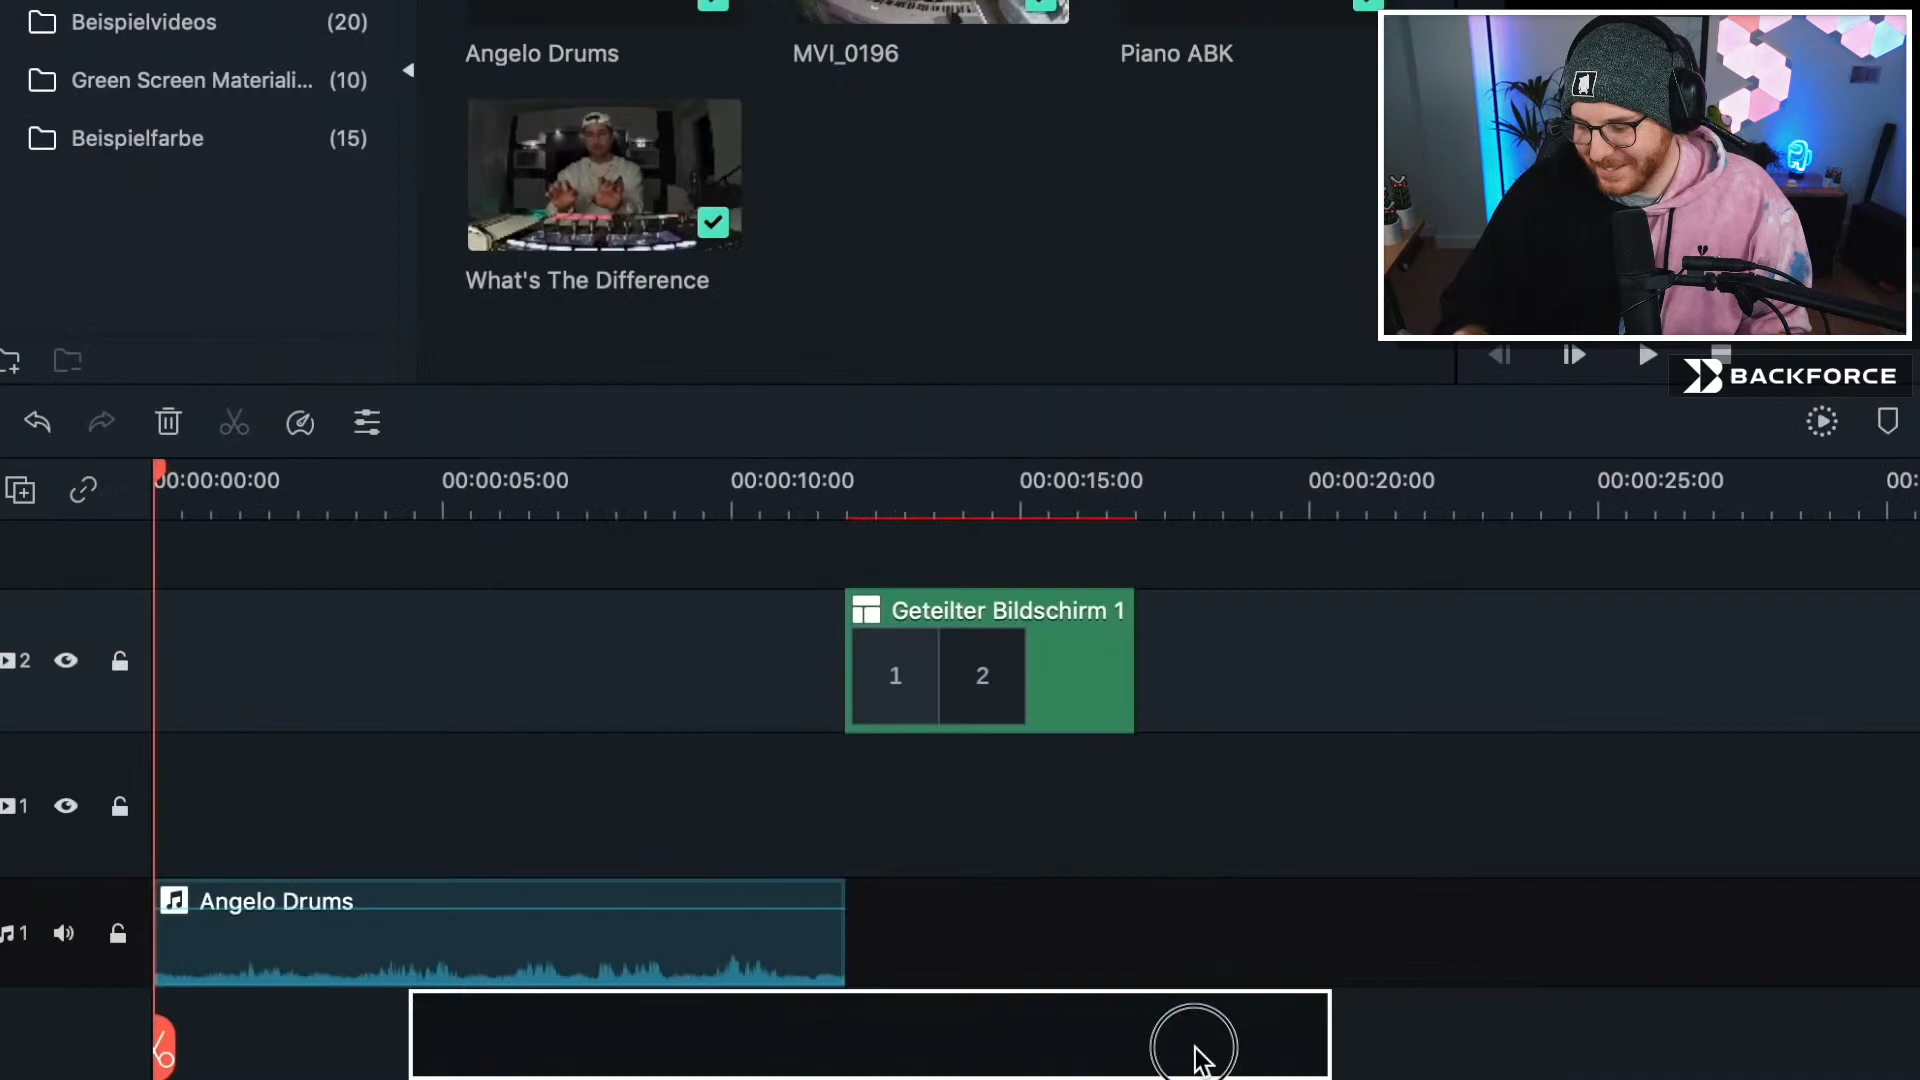 Beispielvideos (20)
Green Screen Materiali... (10)
Beispielfarbe (15)
Angelo Drums
MVI_0196
Piano ABK
What's The Difference
BACKFORCE
00:00:00:00 00:00:05:00 00:00:10:00 00:00:15:00 00:00:20:00 00:00:25:00 00:
2
Geteilter Bildschirm 1
1 2
1
1
Angelo Drums